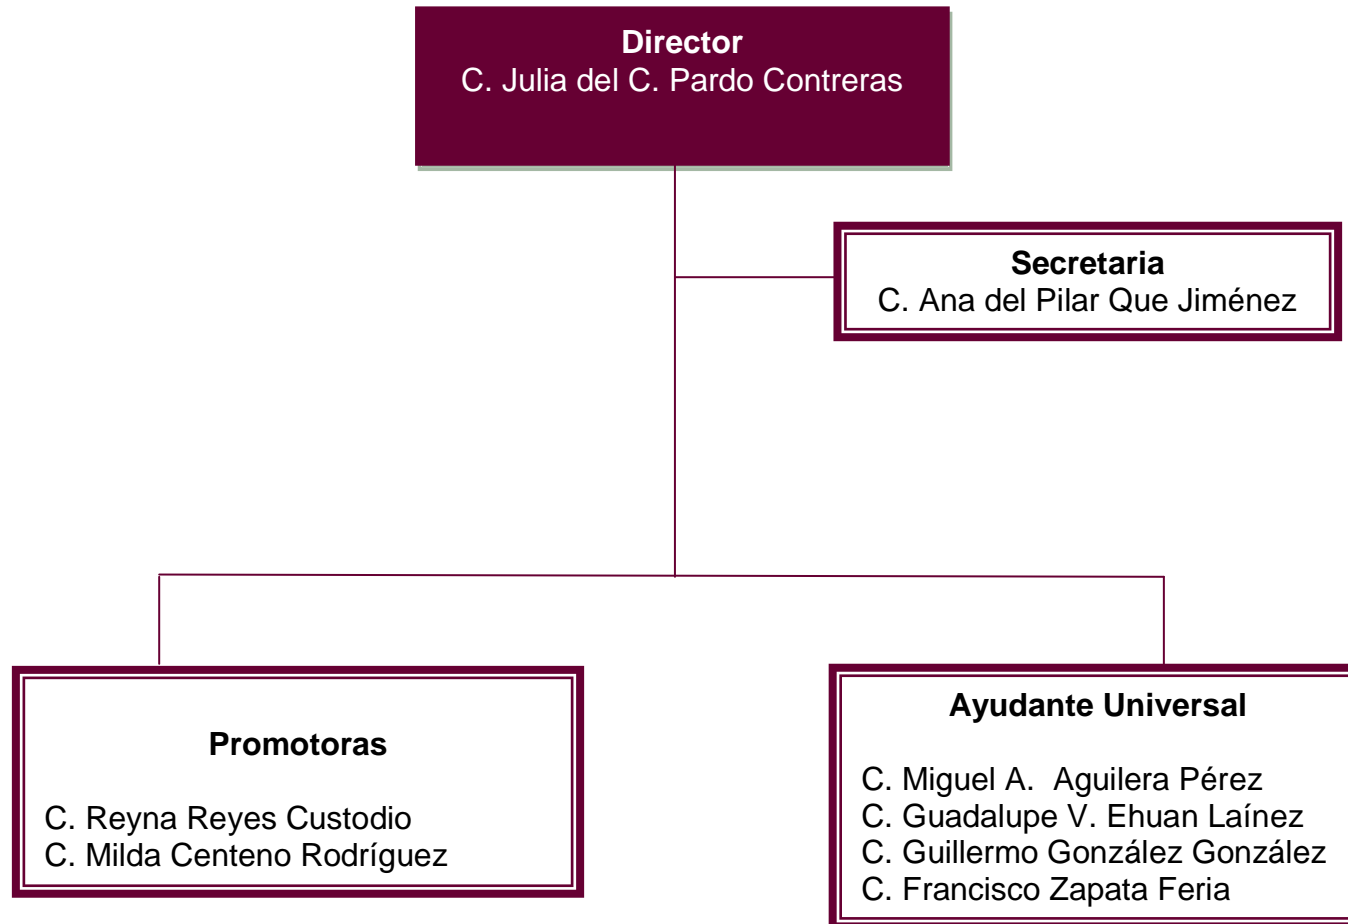 Director
C. Julia del C. Pardo Contreras
Secretaria
C. Ana del Pilar Que Jiménez
Promotoras
C. Reyna Reyes Custodio
C. Milda Centeno Rodríguez
Ayudante Universal
C. Miguel A.  Aguilera Pérez
C. Guadalupe V. Ehuan Laínez
C. Guillermo González González
C. Francisco Zapata Feria